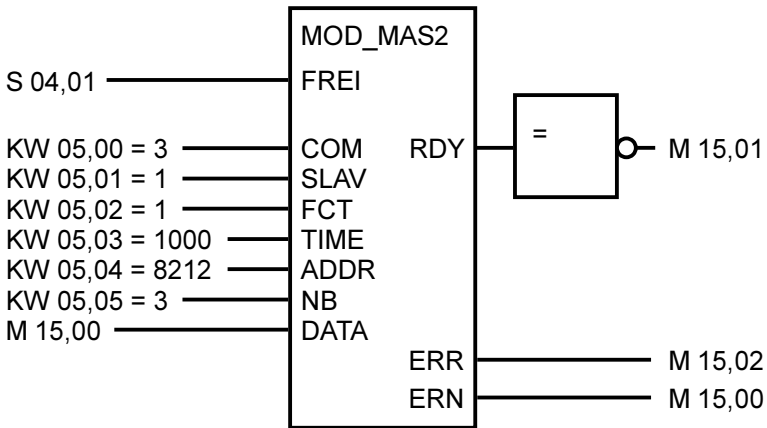 MOD_MAS2
S 04,01 FREI
=
KW 05,00 = 3 COM RDY M 15,01
KW 05,01 = 1 SLAV
KW 05,02 = 1 FCT
KW 05,03 = 1000 TIME
KW 05,04 = 8212 ADDR
KW 05,05 = 3 NB
M 15,00 DATA
ERR M 15,02
ERN M 15,00